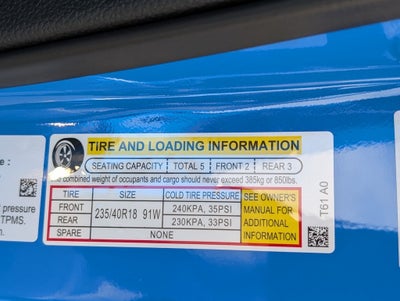 TIRE AND LOADING INFORMATION
SEATING CAPACITY TOTAL 5 FRONT 2 REAR 3
combined weight of occupants and cargo should never exceed 385kg or 850lbs.
TIRE SIZE COLD TIRE PRESSURE SEE OWNER'S MANUAL FOR ADDITIONAL INFORMATION
FRONT 235/40R18 91W 240KPA, 35PSI
REAR 230KPA, 33PSI
SPARE NONE
T61 A0
e :
pressure
TPMS.